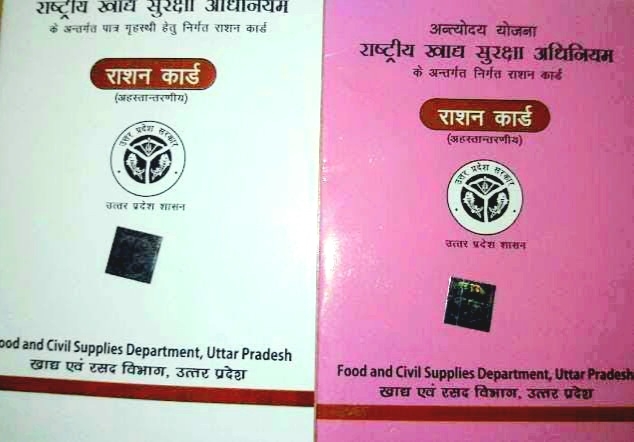 राष्ट्रीय खाद्य सुरक्षा अधिनियम
के अन्तर्गत पात्र गृहस्थी हेतु निर्गत राशन कार्ड
राशन कार्ड
(अहस्तान्तरणीय)
उत्तर प्रदेश सरकार
उत्तर प्रदेश शासन
ood and Civil Supplies Department, Uttar Pradesh
खाद्य एवं रसद विभाग, उत्तर प्रदेश
अन्त्योदय योजना
राष्ट्रीय खाद्य सुरक्षा अधिनियम
के अन्तर्गत निर्गत राशन कार्ड
राशन कार्ड
(अहस्तान्तरणीय)
उत्तर प्रदेश सरकार
उत्तर प्रदेश शासन
Food and Civil Supplies Department, Uttar Pradesh
खाद्य एवं रसद विभाग, उत्तर प्रदेश